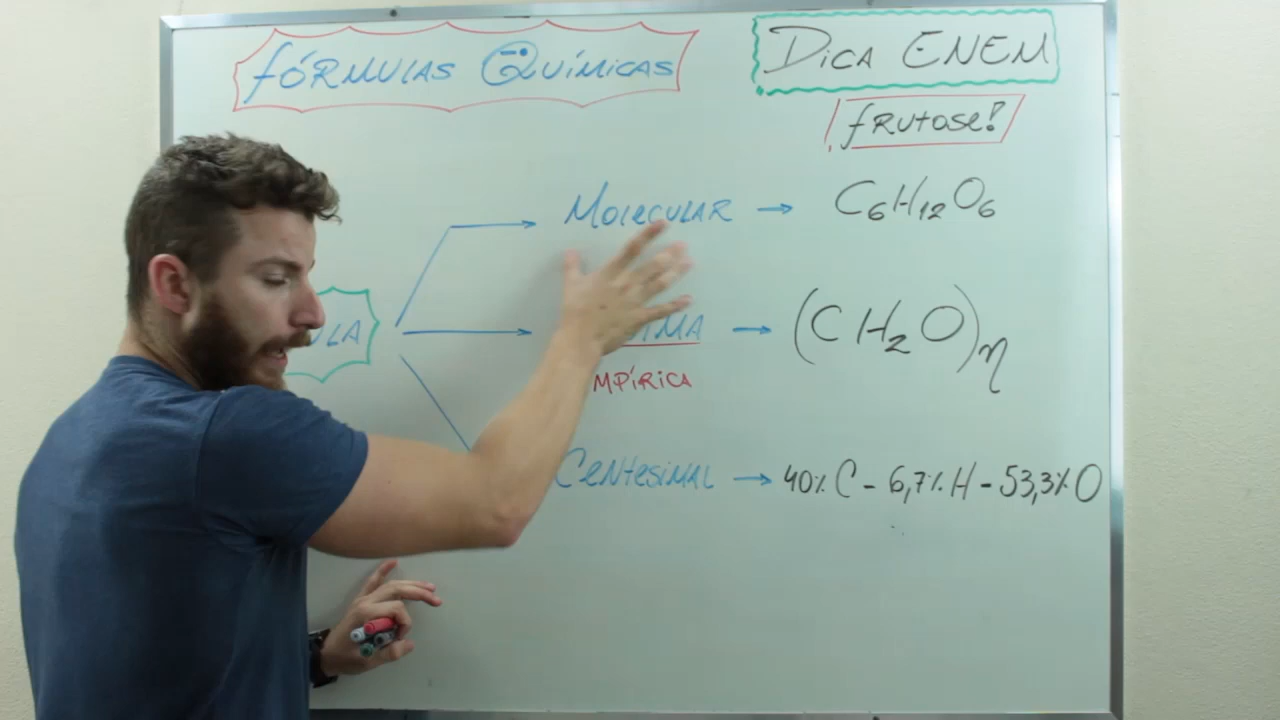 FÓRMULAS QUÍMICAS
DICA ENEM
FRUTOSE!
MOLECULAR → C₆H₁₂O₆
→ (CH₂O)η
CENTESIMAL → 40% C - 6,7% H - 53,3% O